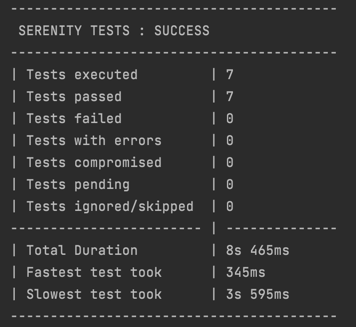 ---------------------------------------
 SERENITY TESTS : SUCCESS
---------------------------------------
| Tests executed         | 7
| Tests passed           | 7
| Tests failed           | 0
| Tests with errors      | 0
| Tests compromised      | 0
| Tests pending          | 0
| Tests ignored/skipped  | 0
----------------------- | --------------
| Total Duration         | 8s 465ms
| Fastest test took      | 345ms
| Slowest test took      | 3s 595ms
---------------------------------------